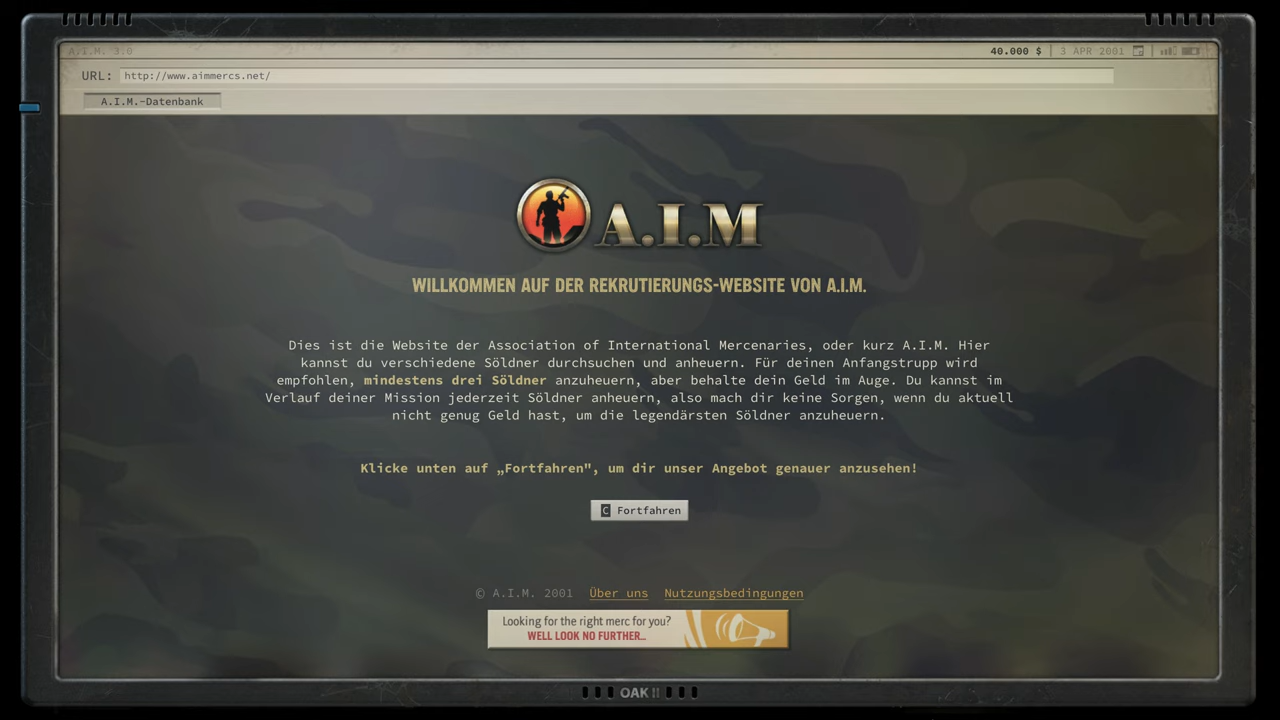 A.I.M. 3.0
40.000 $ | 3 APR 2001
URL: http://www.aimmercs.net/
A.I.M.-Datenbank
A.I.M
WILLKOMMEN AUF DER REKRUTIERUNGS-WEBSITE VON A.I.M.
Dies ist die Website der Association of International Mercenaries, oder kurz A.I.M. Hier
kannst du verschiedene Söldner durchsuchen und anheuern. Für deinen Anfangstrupp wird
empfohlen, mindestens drei Söldner anzuheuern, aber behalte dein Geld im Auge. Du kannst im
Verlauf deiner Mission jederzeit Söldner anheuern, also mach dir keine Sorgen, wenn du aktuell
nicht genug Geld hast, um die legendärsten Söldner anzuheuern.
Klicke unten auf „Fortfahren", um dir unser Angebot genauer anzusehen!
C Fortfahren
© A.I.M. 2001 Über uns Nutzungsbedingungen
Looking for the right merc for you?
WELL LOOK NO FURTHER...
OAK